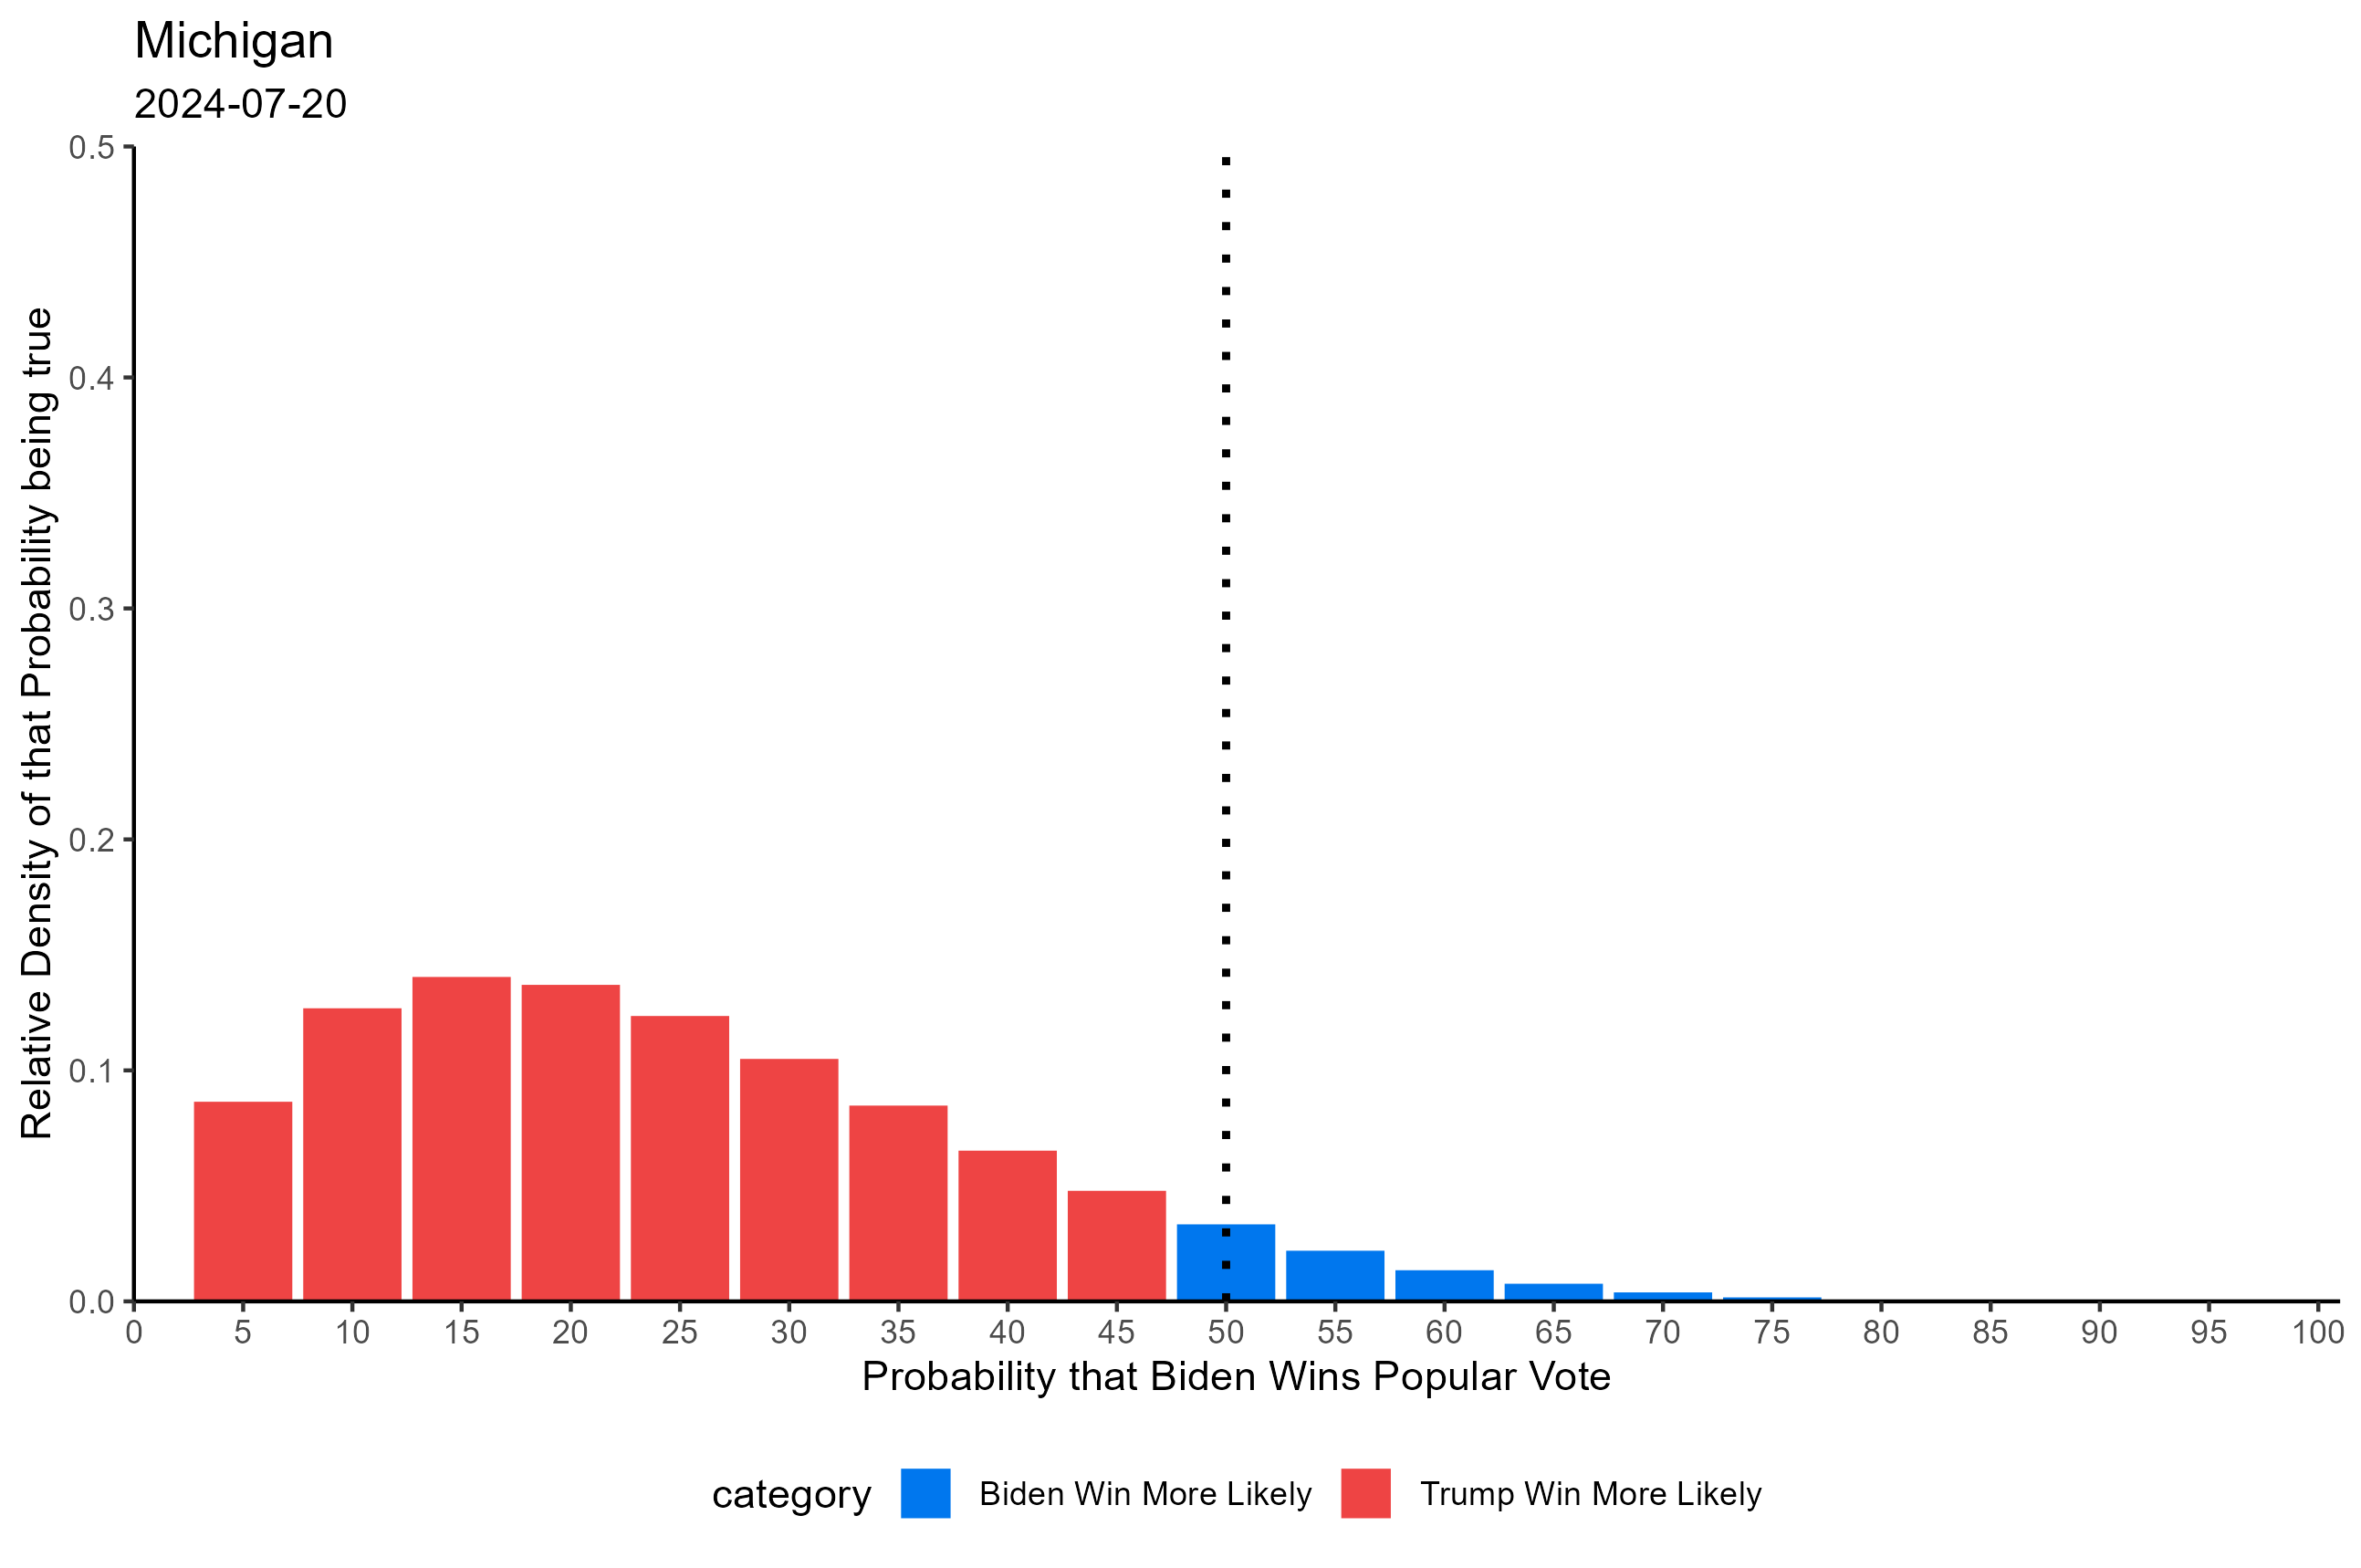 Michigan
2024-07-20
Relative Density of that Probability being true
0.5
0.4
0.3
0.2
0.1
0.0
0 5 10 15 20 25 30 35 40 45 50 55 60 65 70 75 80 85 90 95 100
Probability that Biden Wins Popular Vote
category Biden Win More Likely Trump Win More Likely